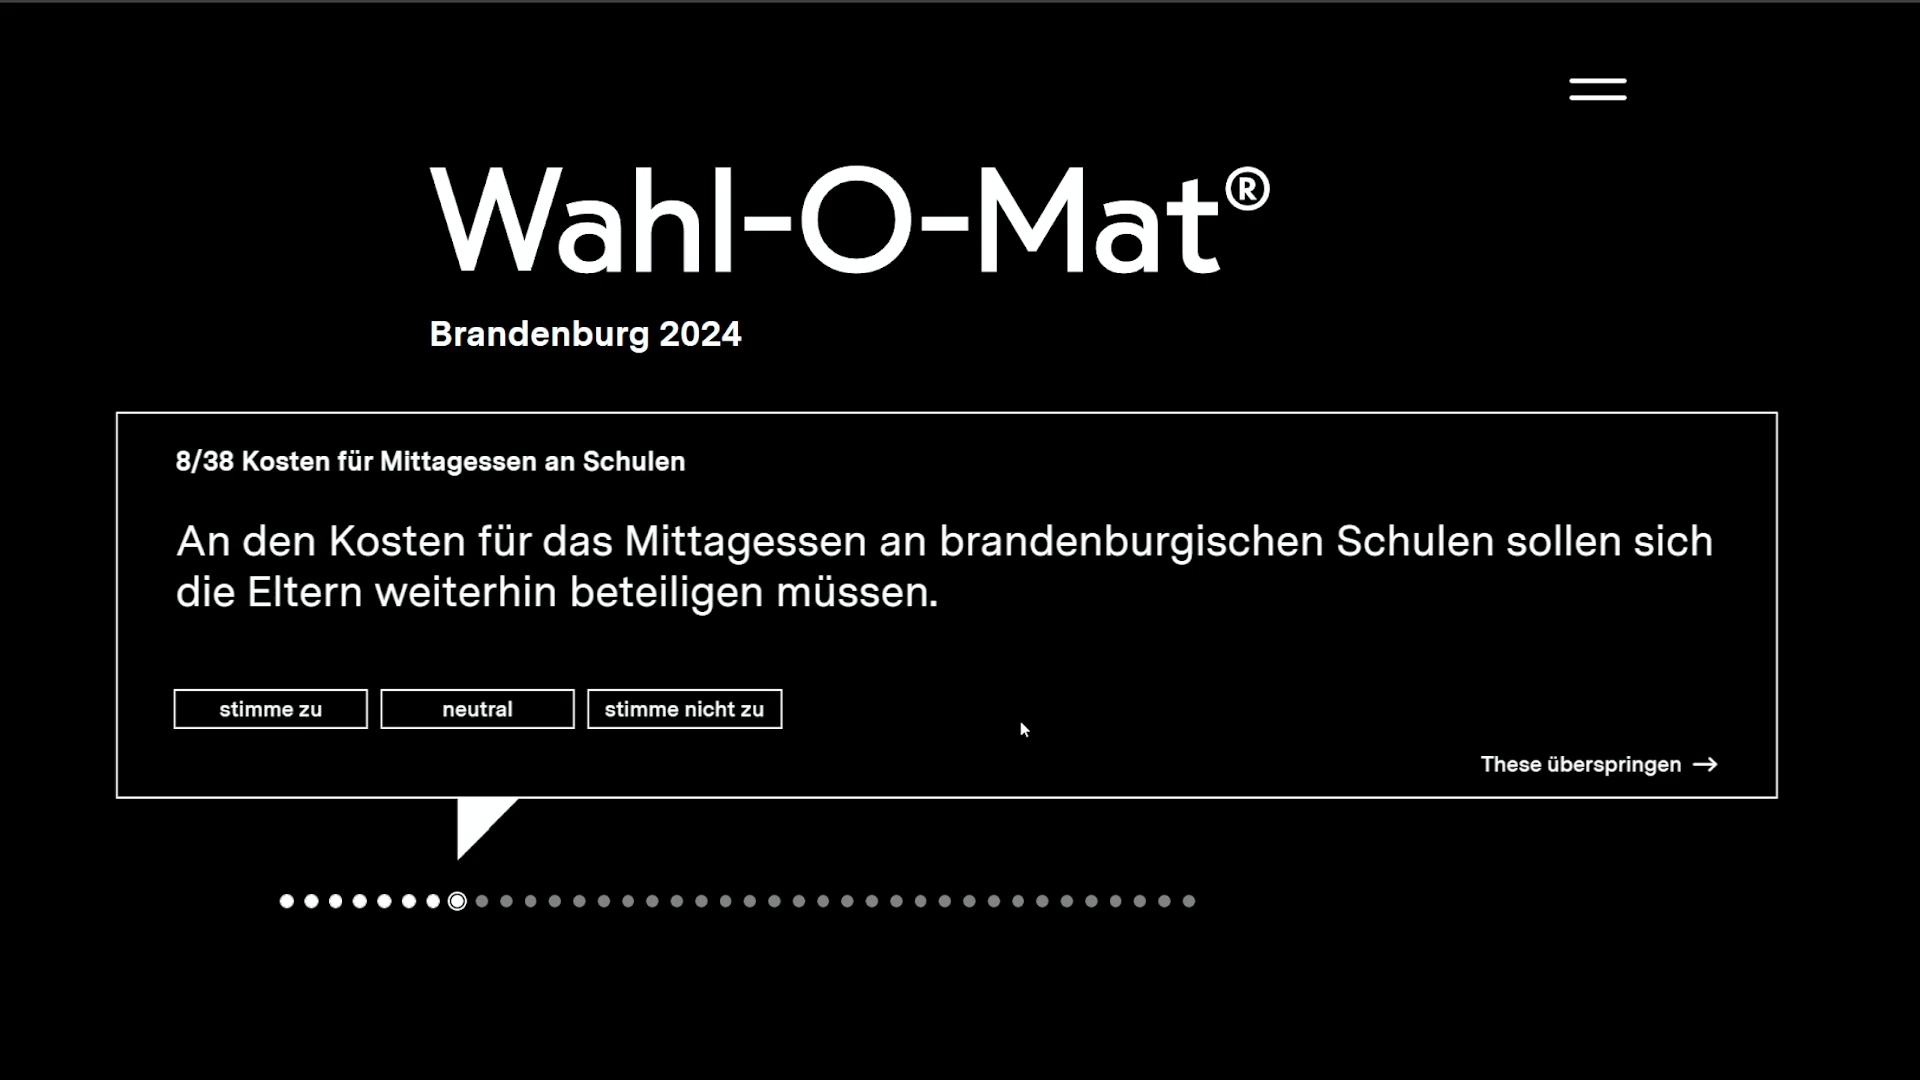 Wahl-O-Mat®
Brandenburg 2024
8/38 Kosten für Mittagessen an Schulen
An den Kosten für das Mittagessen an brandenburgischen Schulen sollen sich
die Eltern weiterhin beteiligen müssen.
stimme zu
neutral
stimme nicht zu
These überspringen →